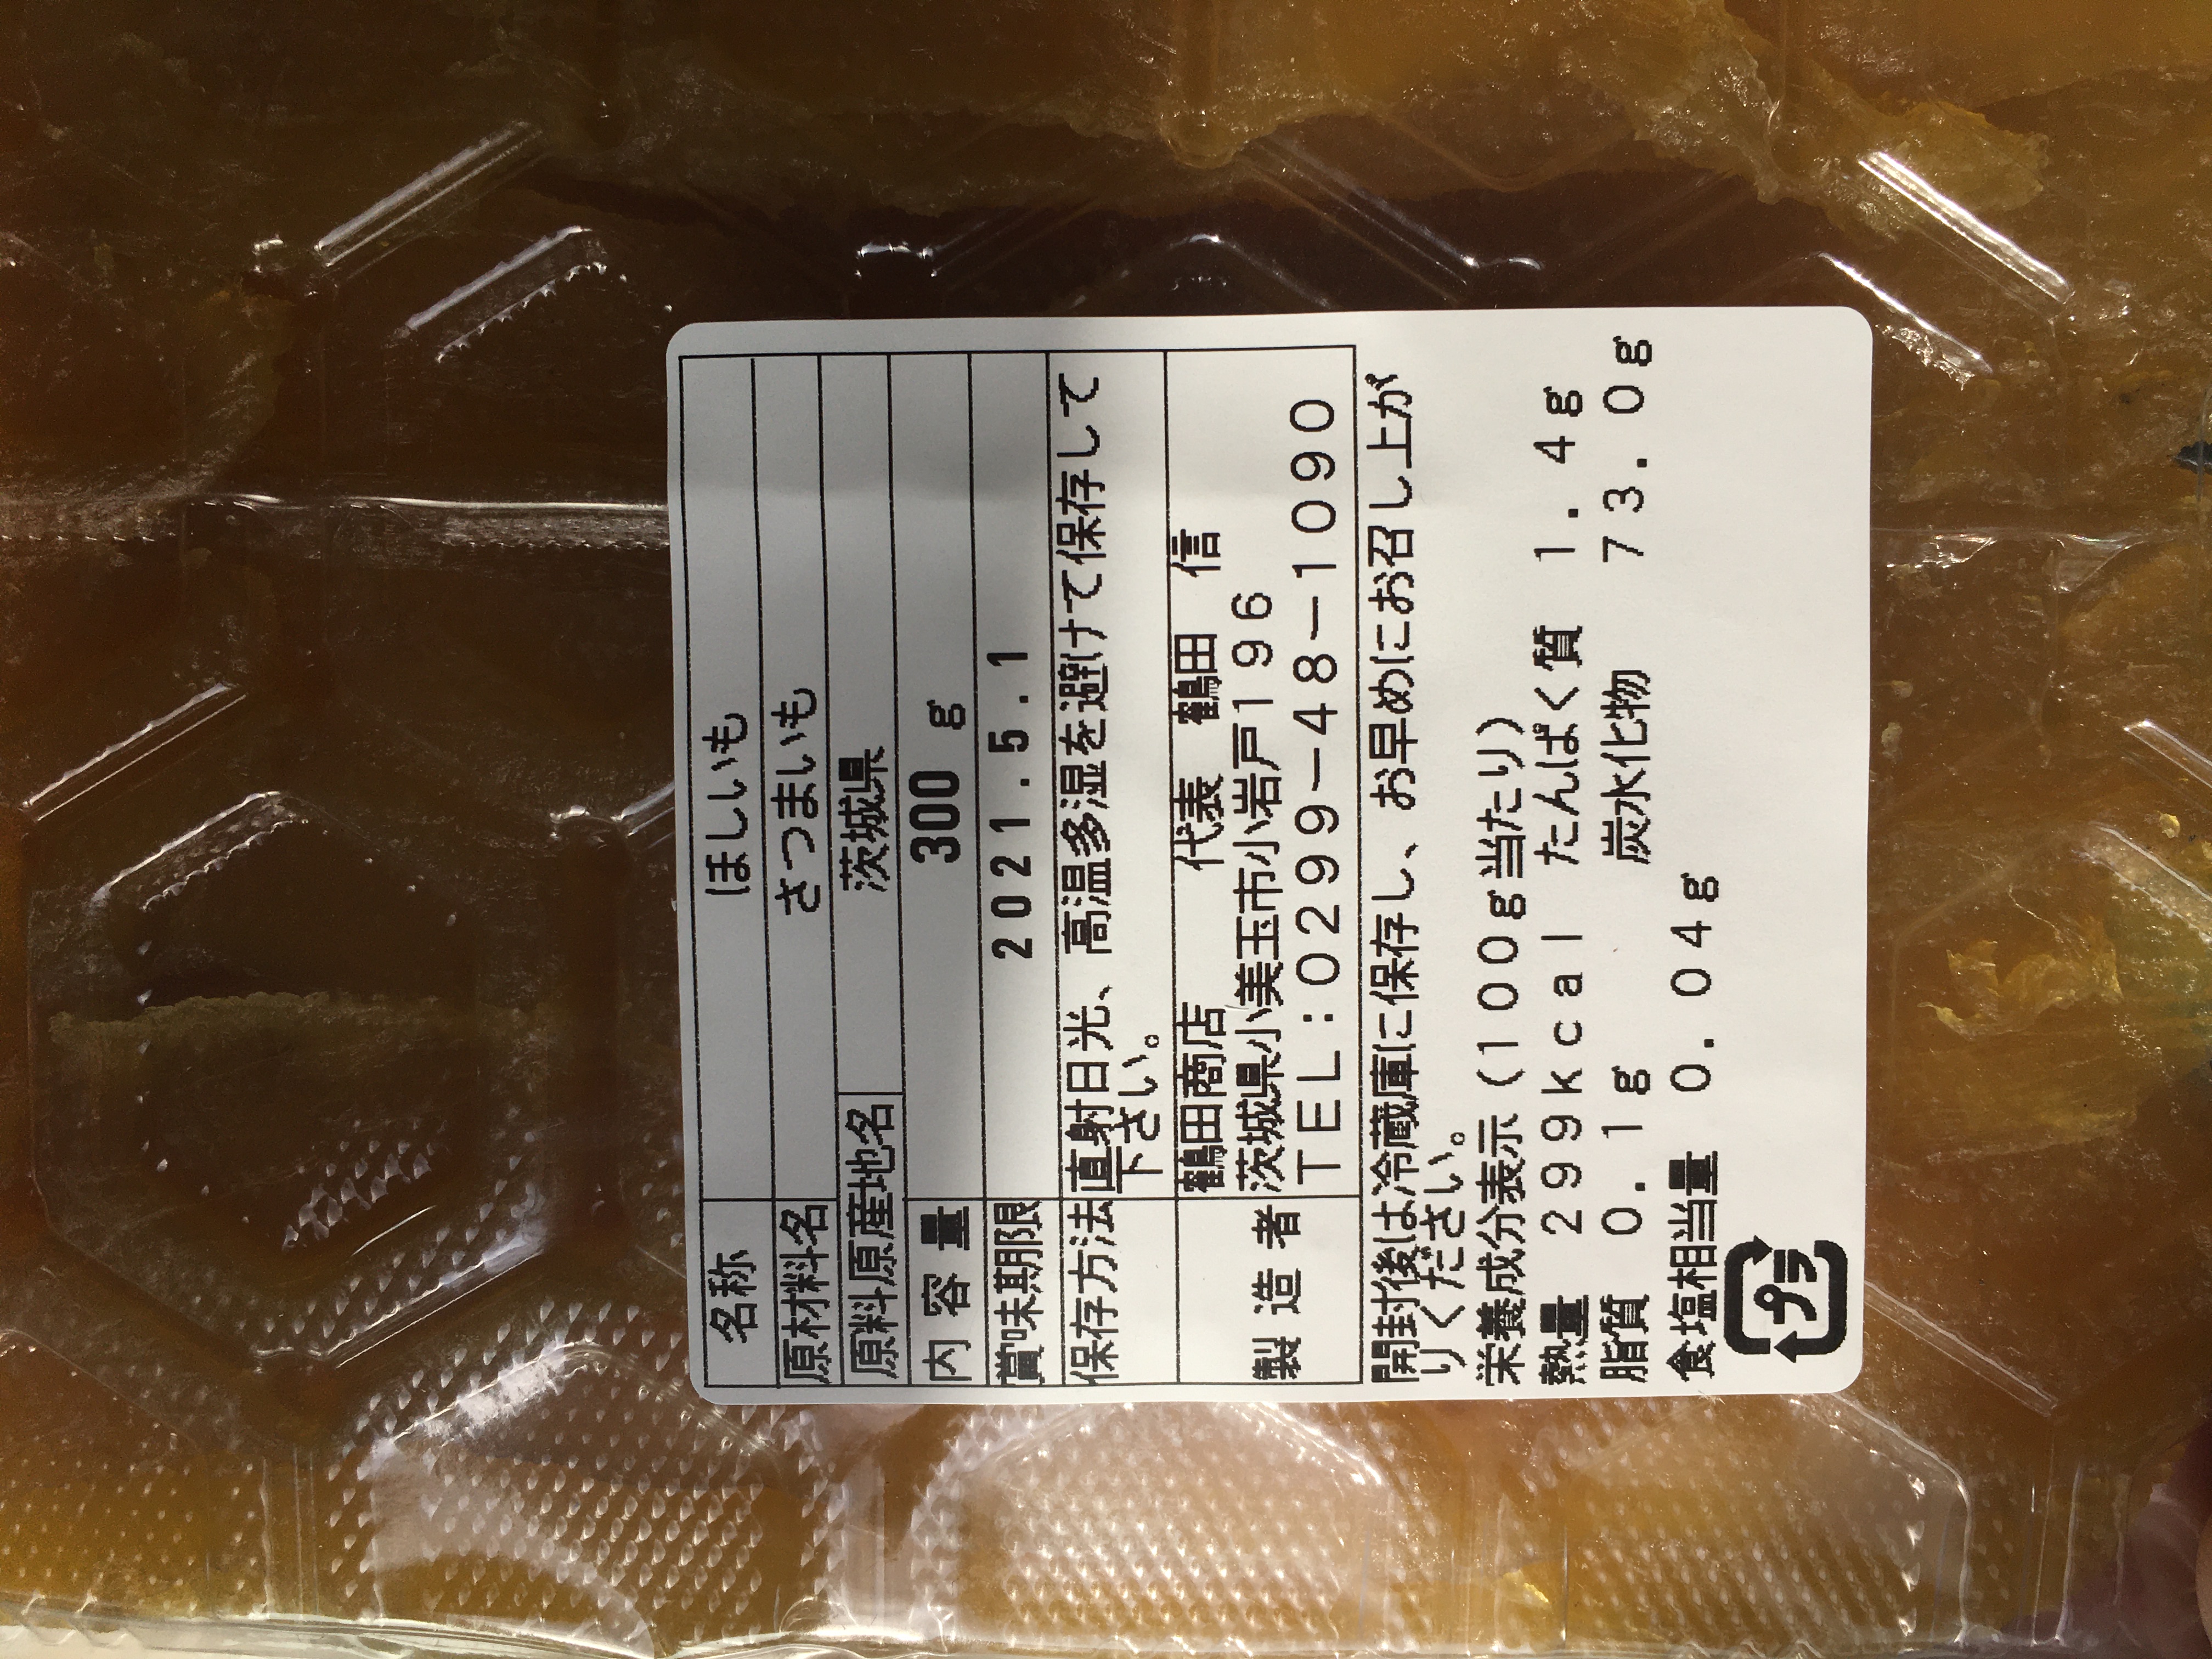 名称 ほしいも
原材料名 さつまいも
原料原産地名 茨城県
内容量 300 g
賞味期限 2021.5.1
保存方法 直射日光、高温多湿を避けて保存して
下さい。
製造者 鶴田商店 代表 鶴田 信
茨城県小美玉市小岩戸196
TEL:0299-48-1090
開封後は冷蔵庫に保存し、お早めにお召し上が
りください。
栄養成分表示(100g当たり)
熱量 299kcal たんぱく質 1.4g
脂質 0.1g 炭水化物 73.0g
食塩相当量 0.04g
プラ